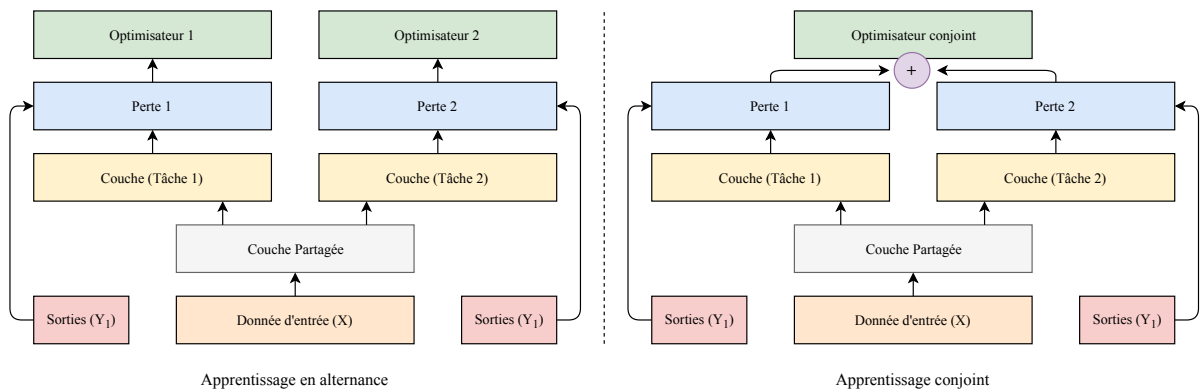 Optimisateur 1
Optimisateur 2
Perte 1
Perte 2
Couche (Tâche 1)
Couche (Tâche 2)
Couche Partagée
Sorties (Y1)
Donnée d'entrée (X)
Sorties (Y1)
Apprentissage en alternance
Optimisateur conjoint
+
Perte 1
Perte 2
Couche (Tâche 1)
Couche (Tâche 2)
Couche Partagée
Sorties (Y1)
Donnée d'entrée (X)
Sorties (Y1)
Apprentissage conjoint